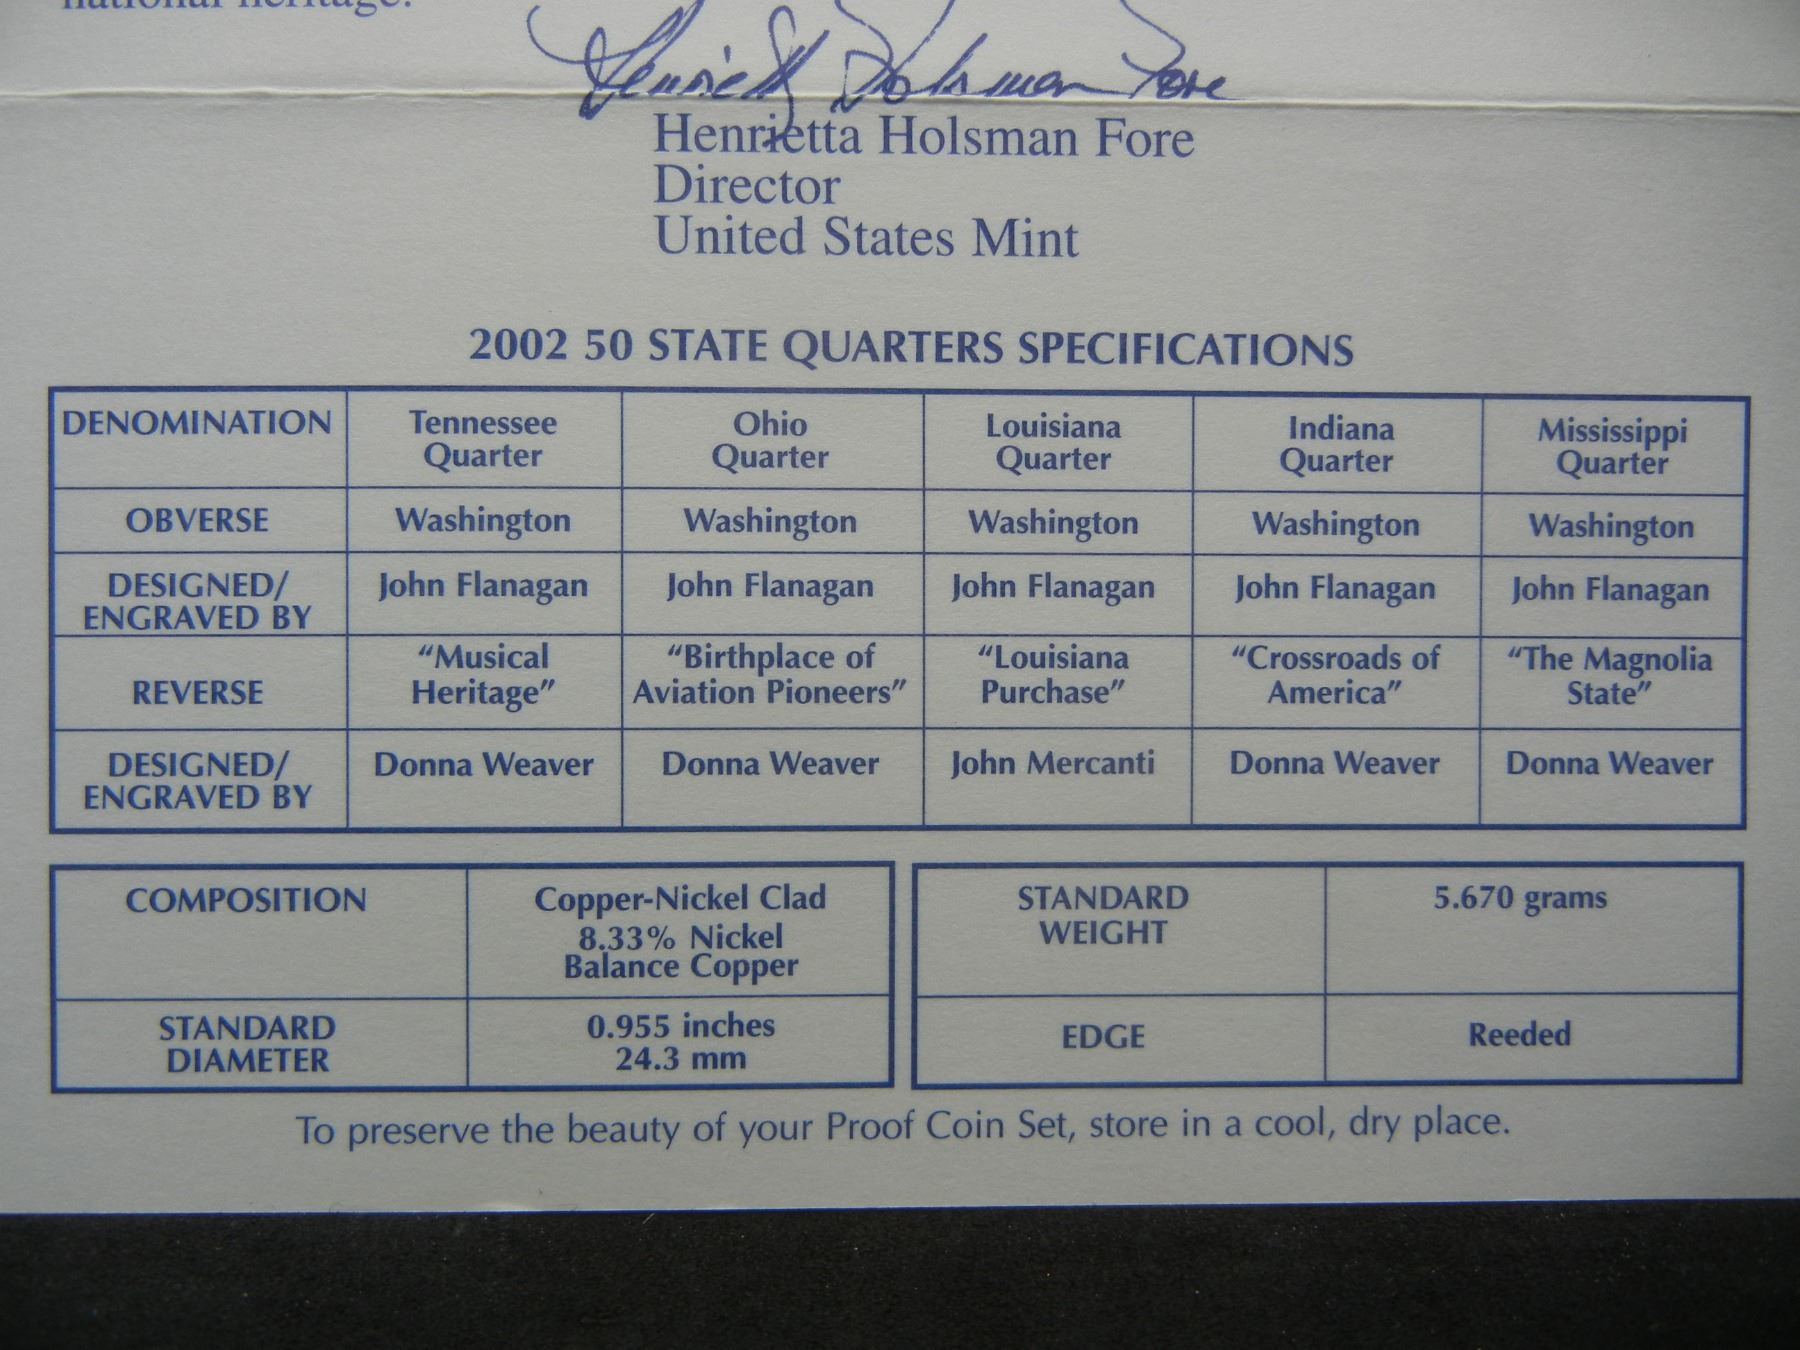 national heritage.
Henrietta Holsman Fore
Henrietta Holsman Fore
Director
United States Mint
2002 50 STATE QUARTERS SPECIFICATIONS
DENOMINATION
Tennessee
Quarter
Ohio
Quarter
Louisiana
Quarter
Indiana
Quarter
Mississippi
Quarter
OBVERSE
Washington
Washington
Washington
Washington
Washington
DESIGNED/
ENGRAVED BY
John Flanagan
John Flanagan
John Flanagan
John Flanagan
John Flanagan
REVERSE
“Musical
Heritage”
“Birthplace of
Aviation Pioneers”
“Louisiana
Purchase”
“Crossroads of
America”
“The Magnolia
State”
DESIGNED/
ENGRAVED BY
Donna Weaver
Donna Weaver
John Mercanti
Donna Weaver
Donna Weaver
COMPOSITION
Copper-Nickel Clad
8.33% Nickel
Balance Copper
STANDARD
DIAMETER
0.955 inches
24.3 mm
STANDARD
WEIGHT
5.670 grams
EDGE
Reeded
To preserve the beauty of your Proof Coin Set, store in a cool, dry place.